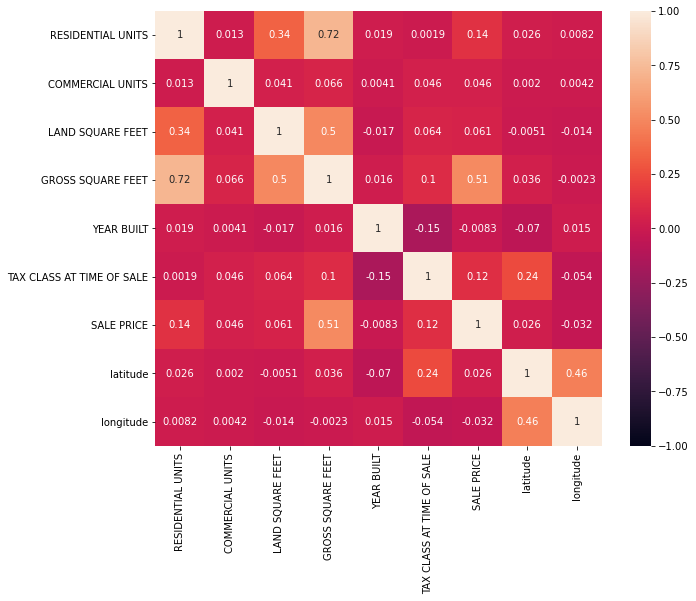 RESIDENTIAL UNITS 1 0.013 0.34 0.72 0.019 0.0019 0.14 0.026 0.0082
COMMERCIAL UNITS 0.013 1 0.041 0.066 0.0041 0.046 0.046 0.002 0.0042
LAND SQUARE FEET 0.34 0.041 1 0.5 -0.017 0.064 0.061 -0.0051 -0.014
GROSS SQUARE FEET 0.72 0.066 0.5 1 0.016 0.1 0.51 0.036 -0.0023
YEAR BUILT 0.019 0.0041 -0.017 0.016 1 -0.15 -0.0083 -0.07 0.015
TAX CLASS AT TIME OF SALE 0.0019 0.046 0.064 0.1 -0.15 1 0.12 0.24 -0.054
SALE PRICE 0.14 0.046 0.061 0.51 -0.0083 0.12 1 0.026 -0.032
latitude 0.026 0.002 -0.0051 0.036 -0.07 0.24 0.026 1 0.46
longitude 0.0082 0.0042 -0.014 -0.0023 0.015 -0.054 -0.032 0.46 1
RESIDENTIAL UNITS
COMMERCIAL UNITS
LAND SQUARE FEET
GROSS SQUARE FEET
YEAR BUILT
TAX CLASS AT TIME OF SALE
SALE PRICE
latitude
longitude
1.00
0.75
0.50
0.25
0.00
−0.25
−0.50
−0.75
−1.00